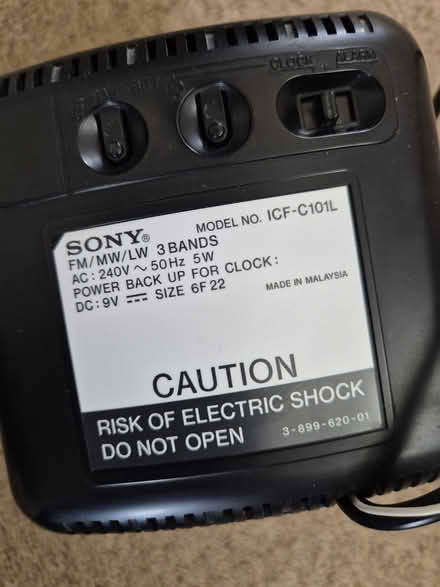 CLOCK ALARM
SONY®
MODEL NO. ICF-C101L
FM/MW/LW 3 BANDS
AC: 240V ~ 50Hz 5W
POWER BACK UP FOR CLOCK:
DC: 9V ⎓ SIZE 6F22
MADE IN MALAYSIA
CAUTION
RISK OF ELECTRIC SHOCK
DO NOT OPEN
3-899-620-01